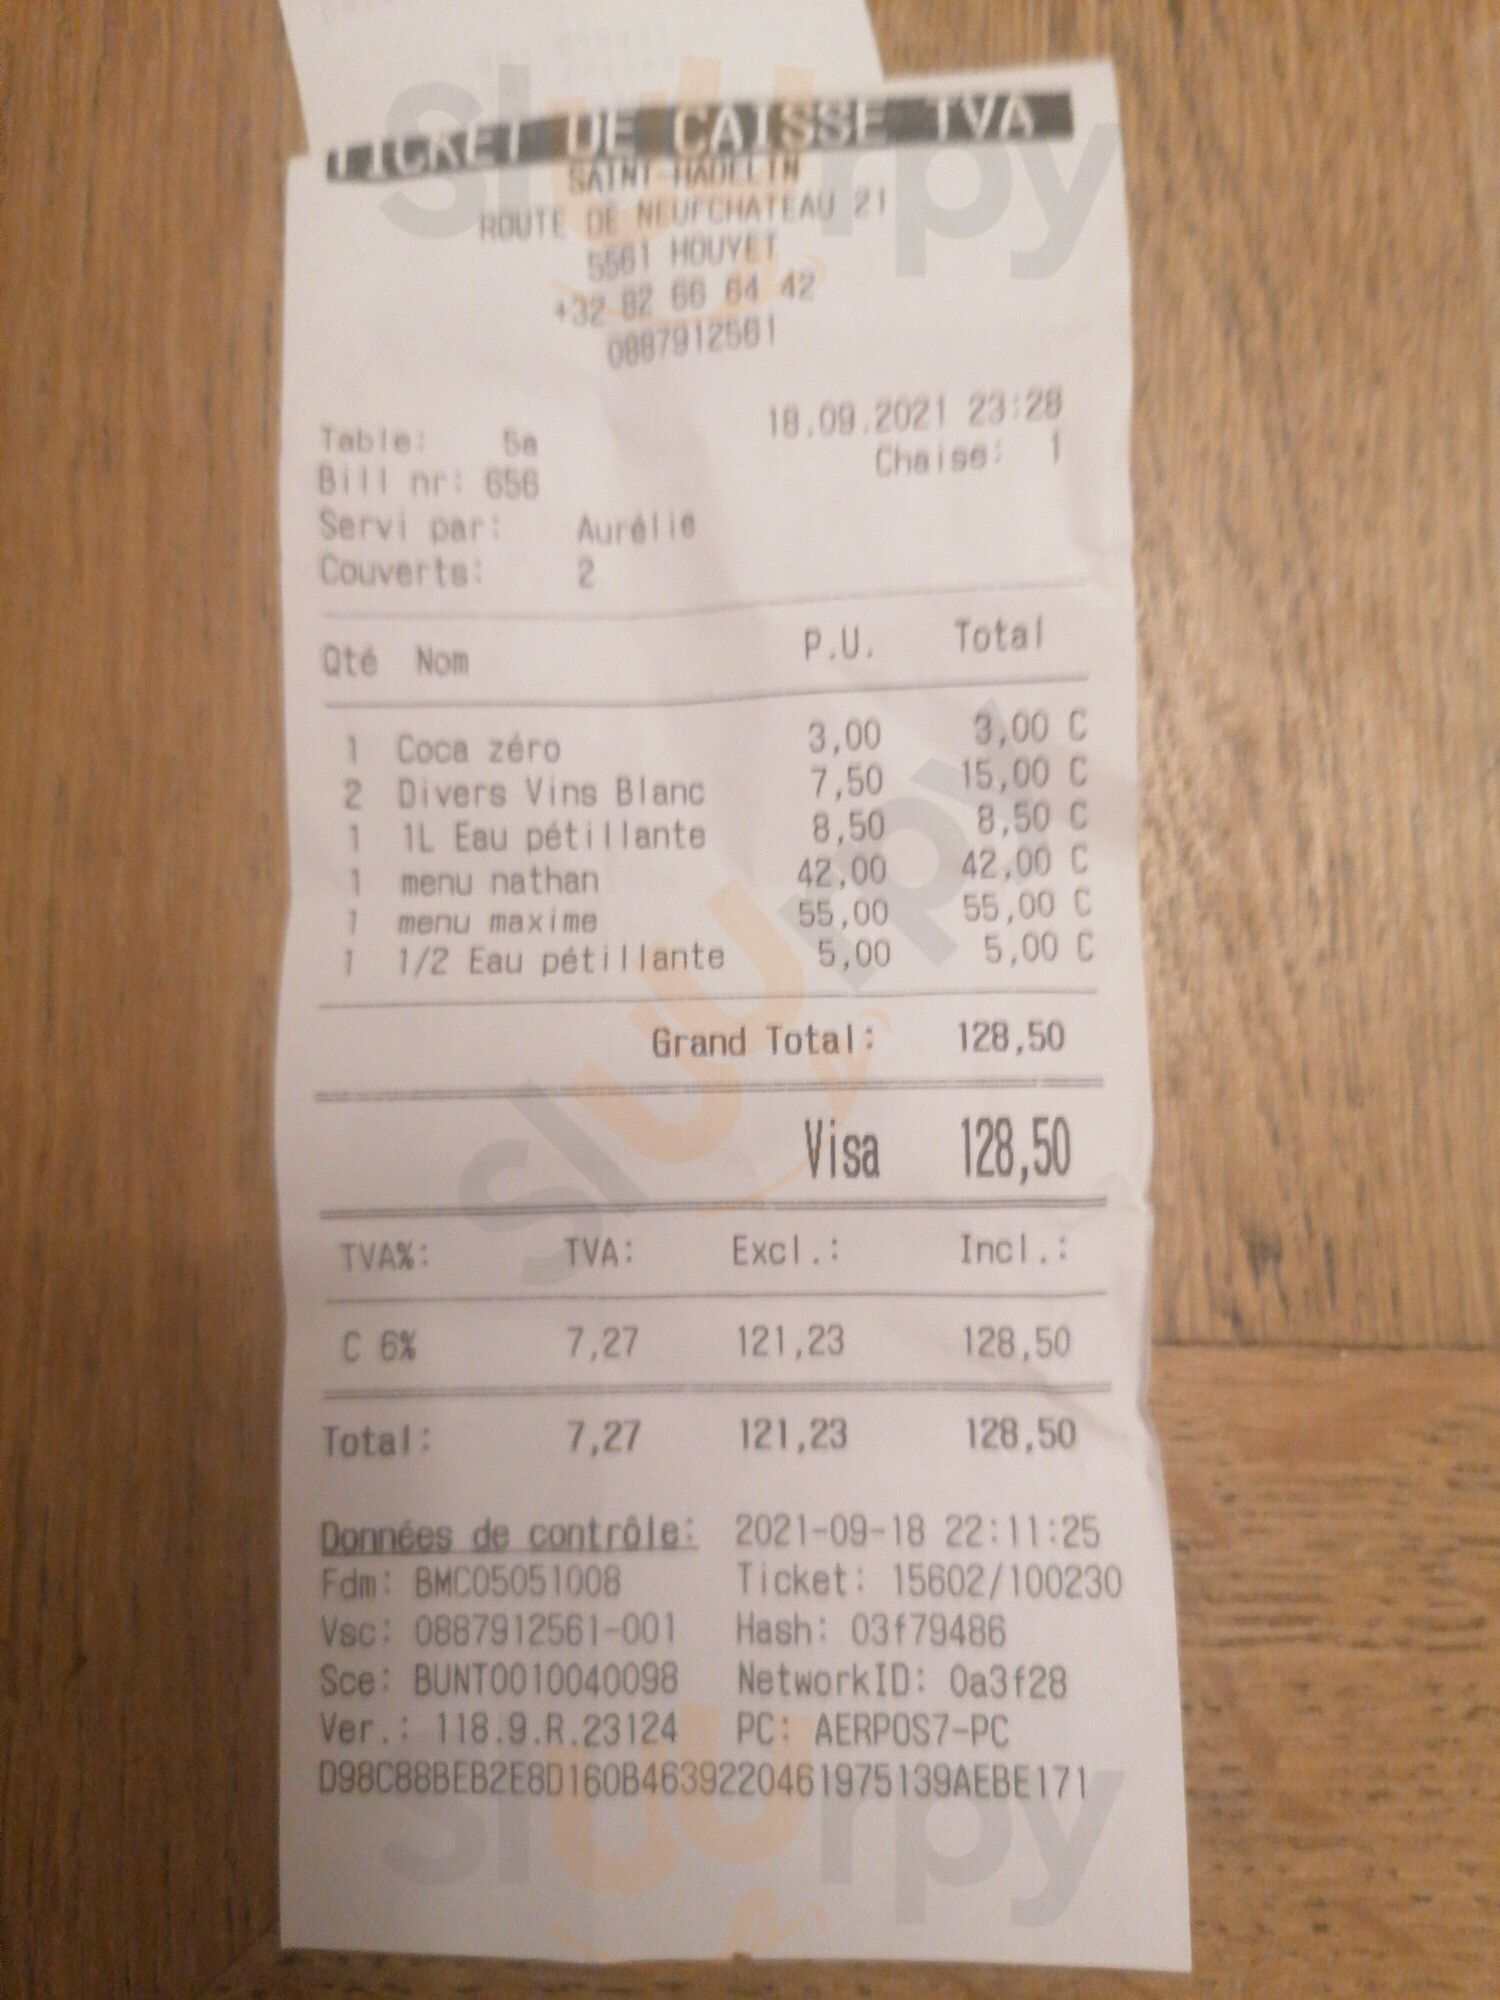 TICKET DE CAISSE TVA
SAINT-HADELIN
ROUTE DE NEUFCHATEAU 21
5561 HOUYET
+32 82 66 64 42
0887912561
18.09.2021 23:28
Table: 5a Chaise: 1
Bill nr: 656
Servi par: Aurélie
Couverts: 2
Qté Nom P.U. Total
1 Coca zéro 3,00 3,00 C
2 Divers Vins Blanc 7,50 15,00 C
1 1L Eau pétillante 8,50 8,50 C
1 menu nathan 42,00 42,00 C
1 menu maxime 55,00 55,00 C
1 1/2 Eau pétillante 5,00 5,00 C
Grand Total: 128,50
Visa 128,50
TVA%: TVA: Excl.: Incl.:
C 6% 7,27 121,23 128,50
Total: 7,27 121,23 128,50
Données de contrôle: 2021-09-18 22:11:25
Fdm: BMC05051008 Ticket: 15602/100230
Vsc: 0887912561-001 Hash: 03f79486
Sce: BUNT0010040098 NetworkID: 0a3f28
Ver.: 118.9.R.23124 PC: AERPOS7-PC
D98C88BEB2E8D160B4639220461975139AEBE171
Sluurpy
Sluurpy
Sluurpy